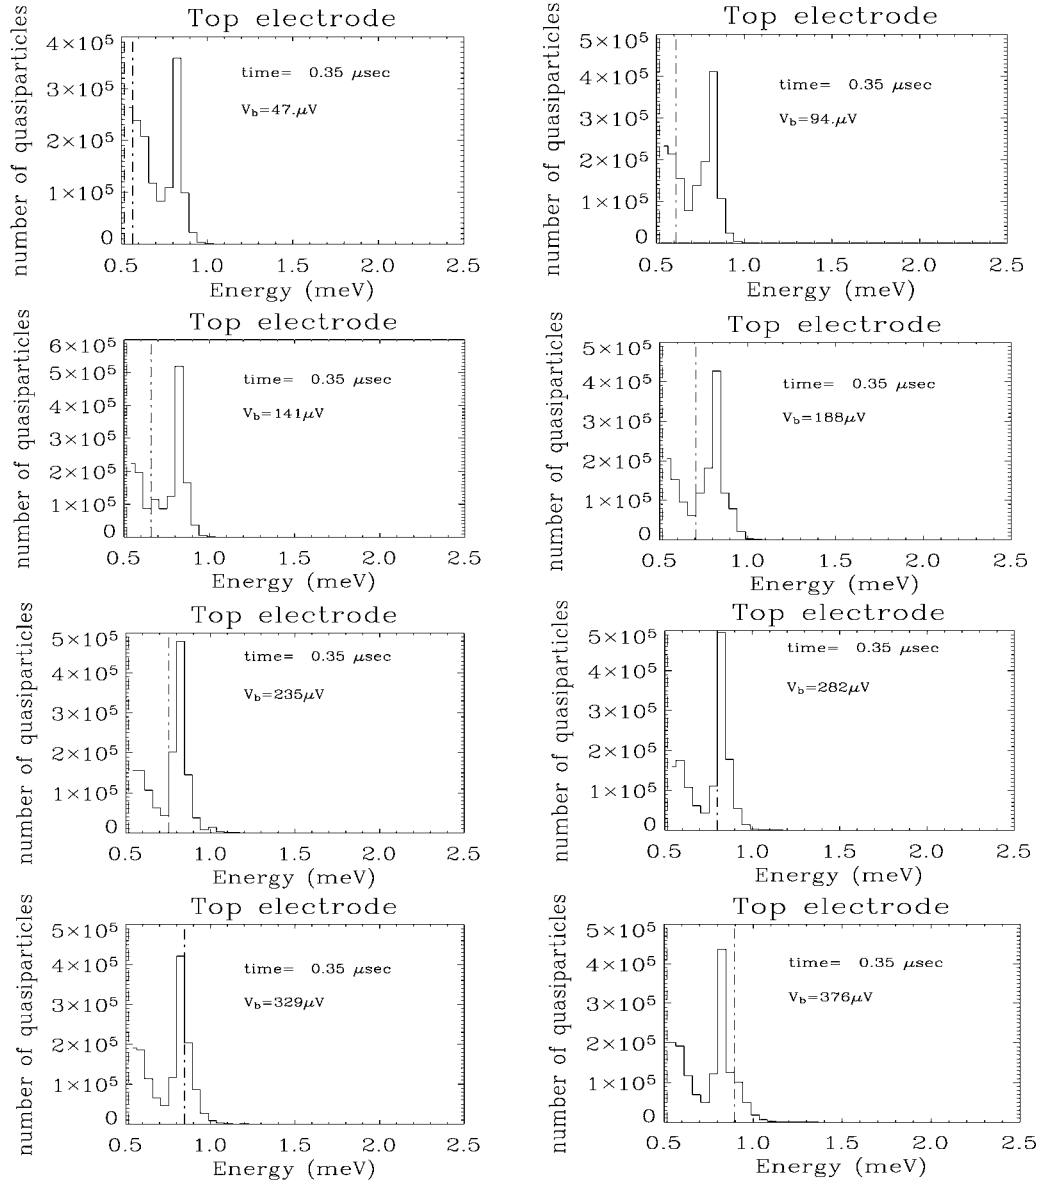 Top electrode
number of quasiparticles
4×10⁵
3×10⁵
2×10⁵
1×10⁵
0
time= 0.35 μsec
V_b=47.μV
0.5 1.0 1.5 2.0 2.5
Energy (meV)
Top electrode
number of quasiparticles
5×10⁵
4×10⁵
3×10⁵
2×10⁵
1×10⁵
0
time= 0.35 μsec
V_b=94.μV
0.5 1.0 1.5 2.0 2.5
Energy (meV)
Top electrode
number of quasiparticles
6×10⁵
5×10⁵
4×10⁵
3×10⁵
2×10⁵
1×10⁵
0
time= 0.35 μsec
V_b=141μV
0.5 1.0 1.5 2.0 2.5
Energy (meV)
Top electrode
number of quasiparticles
5×10⁵
4×10⁵
3×10⁵
2×10⁵
1×10⁵
0
time= 0.35 μsec
V_b=188μV
0.5 1.0 1.5 2.0 2.5
Energy (meV)
Top electrode
number of quasiparticles
5×10⁵
4×10⁵
3×10⁵
2×10⁵
1×10⁵
0
time= 0.35 μsec
V_b=235μV
0.5 1.0 1.5 2.0 2.5
Energy (meV)
Top electrode
number of quasiparticles
5×10⁵
4×10⁵
3×10⁵
2×10⁵
1×10⁵
0
time= 0.35 μsec
V_b=282μV
0.5 1.0 1.5 2.0 2.5
Energy (meV)
Top electrode
number of quasiparticles
5×10⁵
4×10⁵
3×10⁵
2×10⁵
1×10⁵
0
time= 0.35 μsec
V_b=329μV
0.5 1.0 1.5 2.0 2.5
Energy (meV)
Top electrode
number of quasiparticles
5×10⁵
4×10⁵
3×10⁵
2×10⁵
1×10⁵
0
time= 0.35 μsec
V_b=376μV
0.5 1.0 1.5 2.0 2.5
Energy (meV)